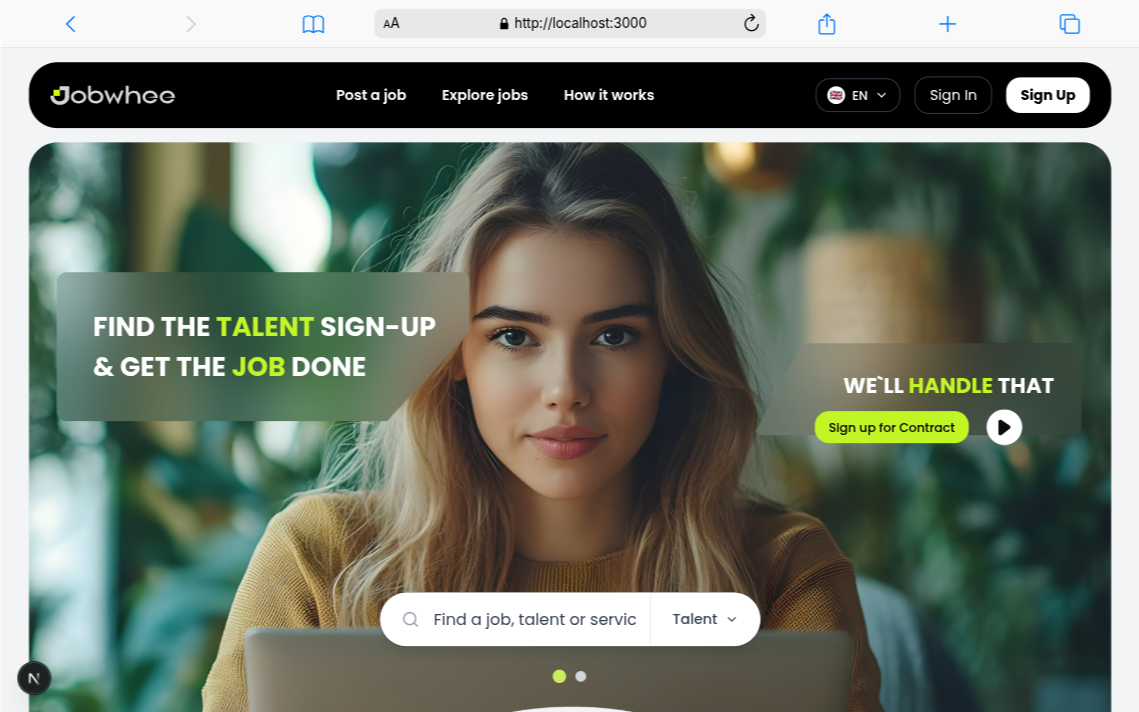 AA
http://localhost:3000
Jobwhee
Post a job
Explore jobs
How it works
EN
Sign In
Sign Up
FIND THE TALENT SIGN-UP
& GET THE JOB DONE
WE`LL HANDLE THAT
Sign up for Contract
Find a job, talent or servic
Talent
N